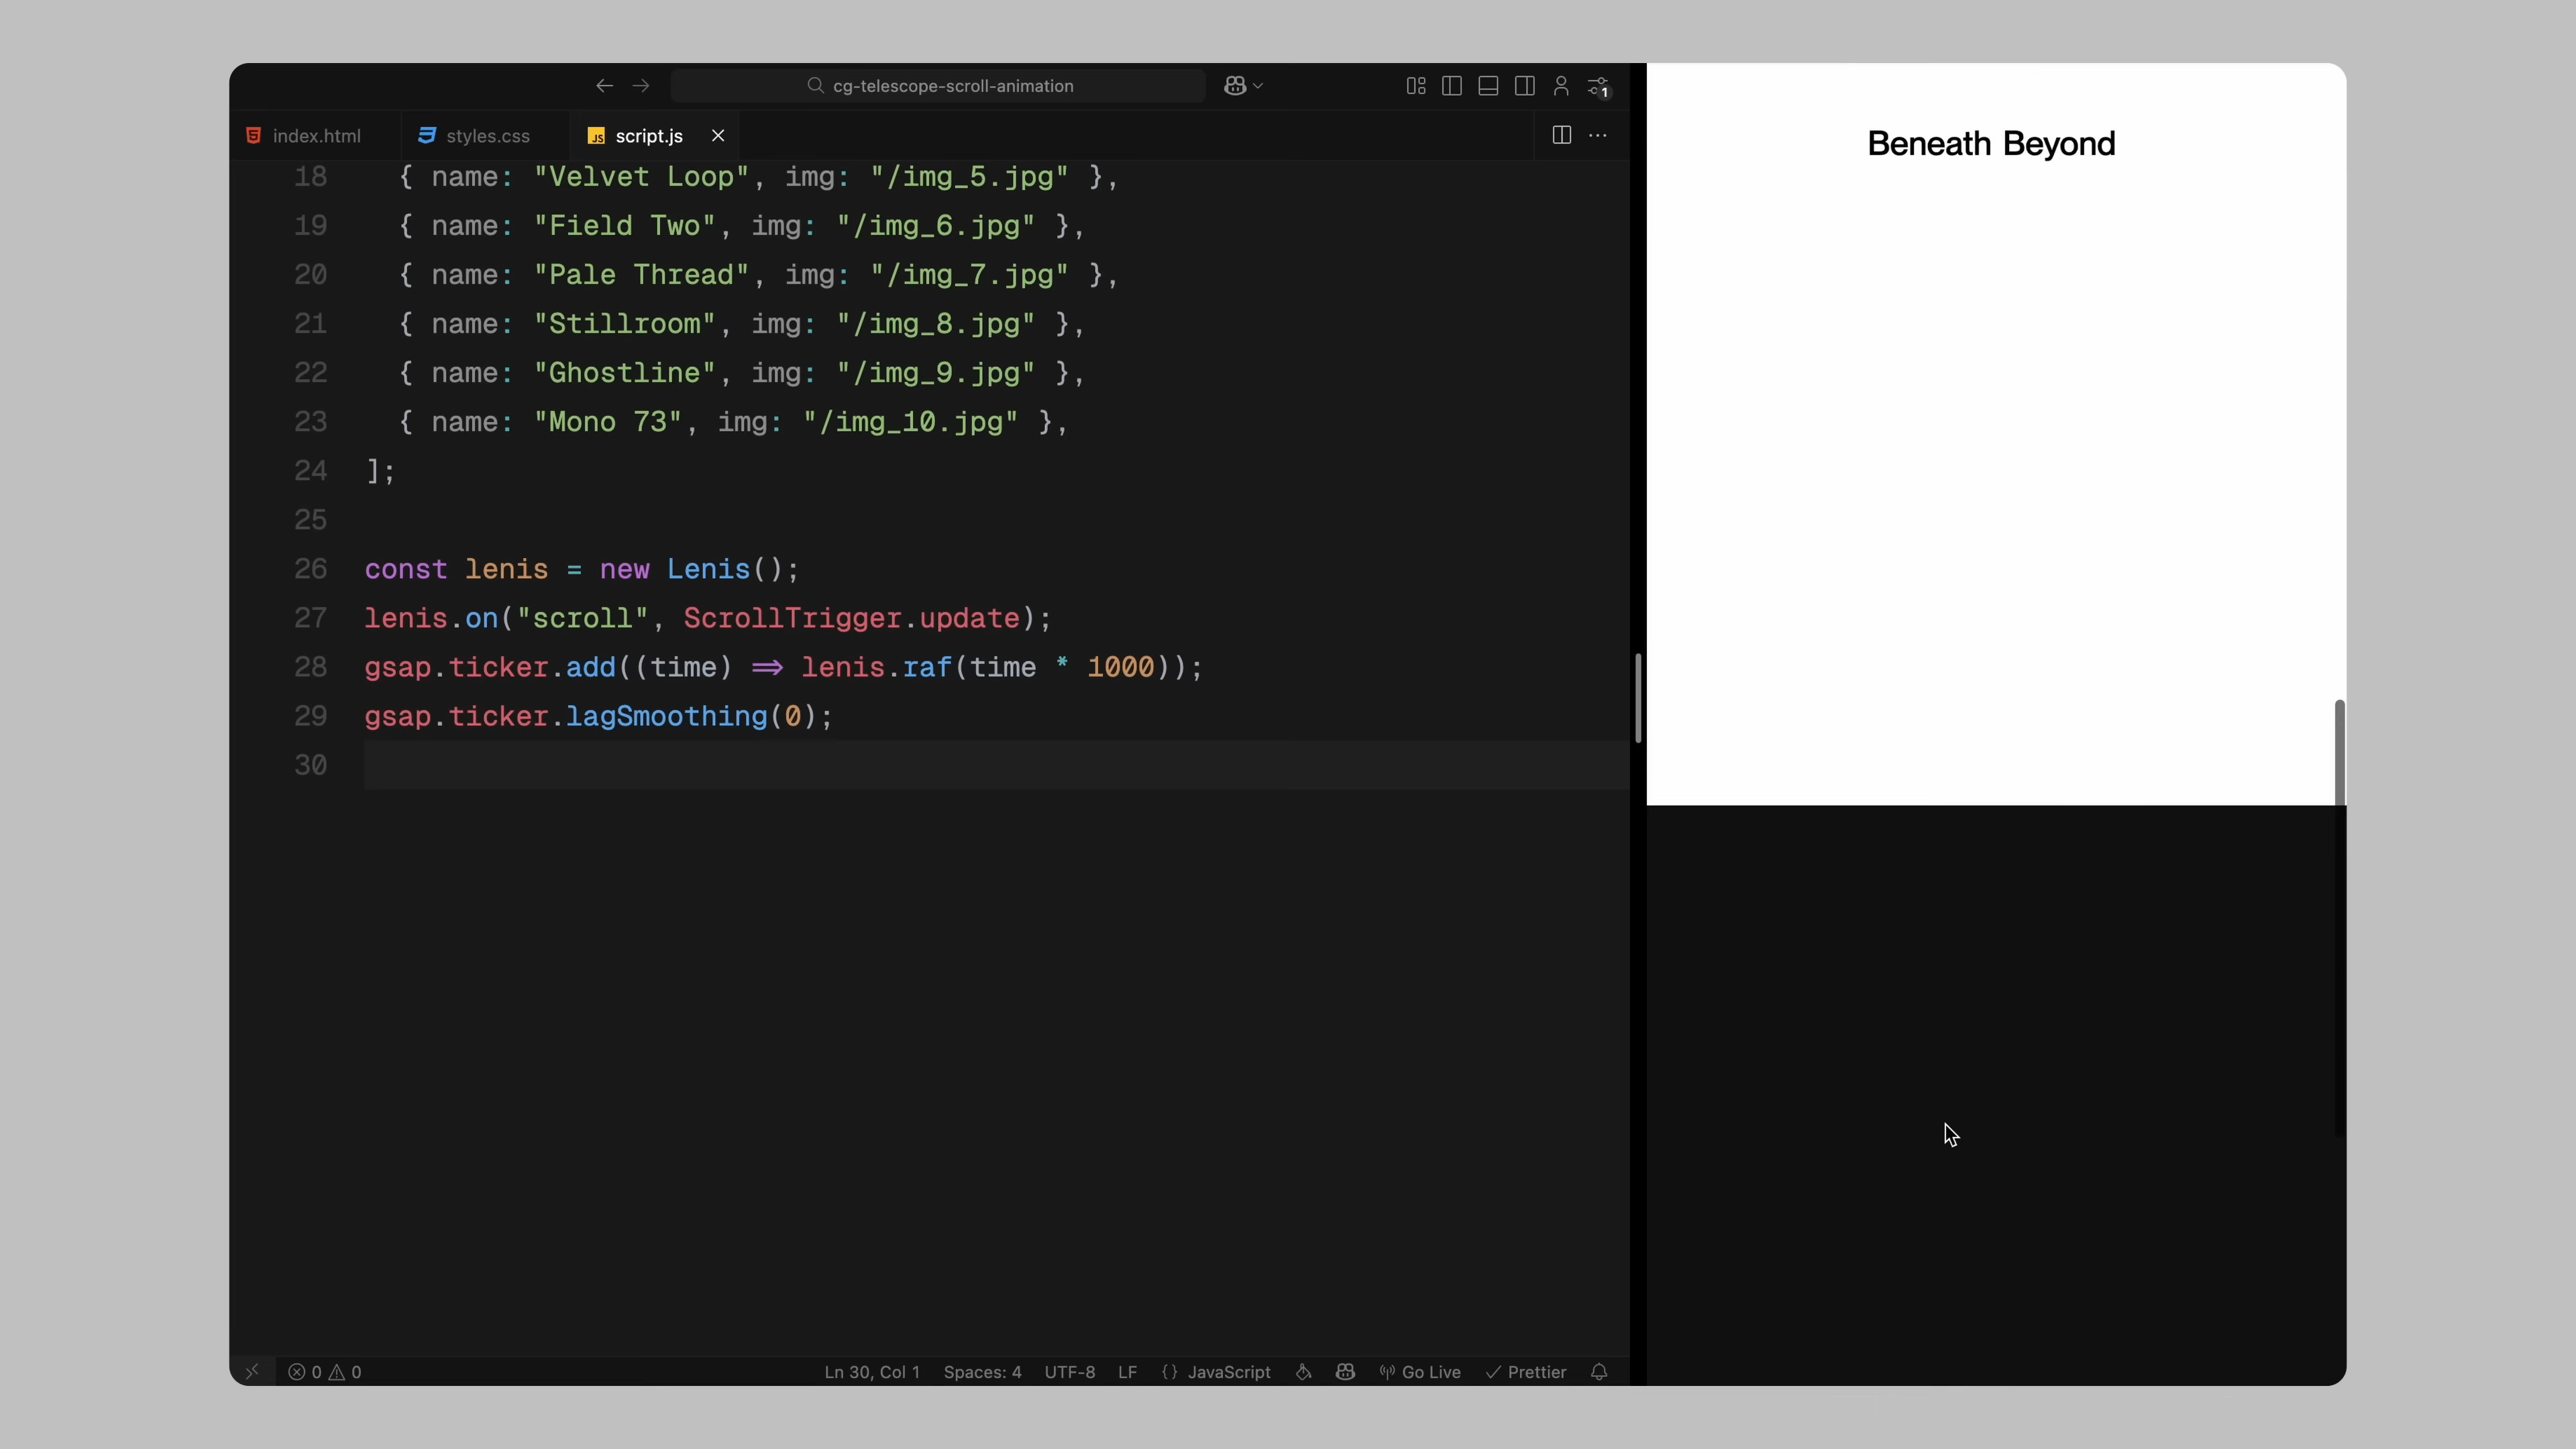 cg-telescope-scroll-animation
1
index.html
styles.css
JS script.js
Beneath Beyond
18 { name: "Velvet Loop", img: "/img_5.jpg" },
19 { name: "Field Two", img: "/img_6.jpg" },
20 { name: "Pale Thread", img: "/img_7.jpg" },
21 { name: "Stillroom", img: "/img_8.jpg" },
22 { name: "Ghostline", img: "/img_9.jpg" },
23 { name: "Mono 73", img: "/img_10.jpg" },
24 ];
25
26 const lenis = new Lenis();
27 lenis.on("scroll", ScrollTrigger.update);
28 gsap.ticker.add((time) => lenis.raf(time * 1000));
29 gsap.ticker.lagSmoothing(0);
30
0 0 Ln 30, Col 1 Spaces: 4 UTF-8 LF {} JavaScript Go Live Prettier